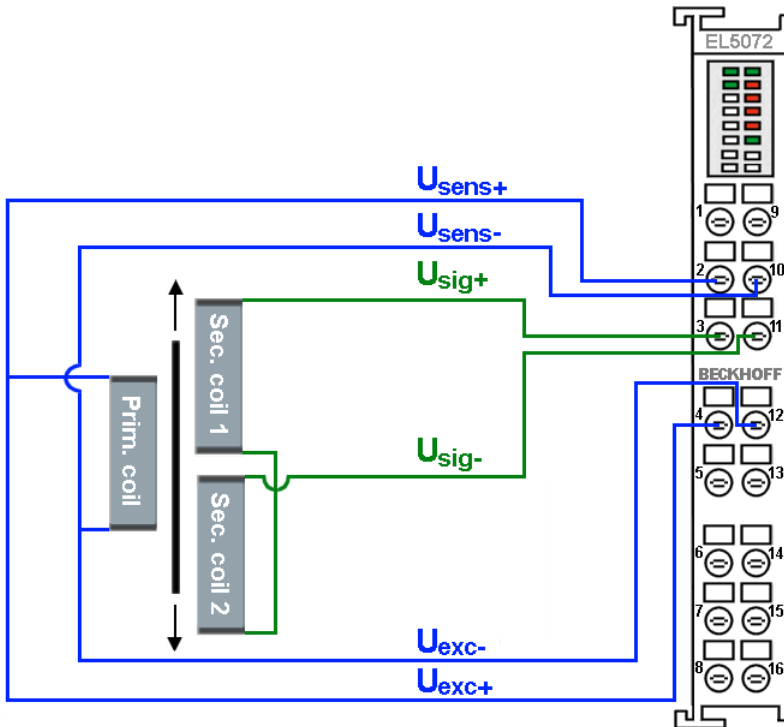 EL5072
Usens+
1 9
Usens-
2 10
Usig+
3 11
BECKHOFF
Sec. coil 1
Prim. coil
4 12
Usig-
5 13
Sec. coil 2
6 14
7 15
Uexc-
8 16
Uexc+